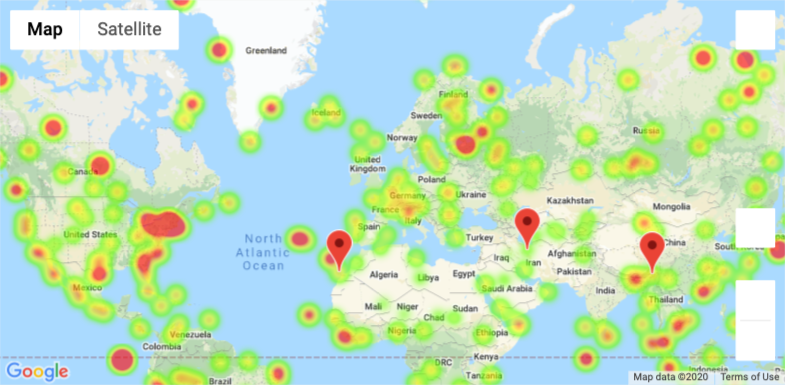 Map
Satellite
Greenland
Iceland
Finland
Sweden
Russia
Norway
Canada
United
Kingdom
Poland
Germany
Ukraine
Kazakhstan
France
Mongolia
Italy
United States
Spain
Turkey
North
Atlantic
Ocean
China
South
Iraq
Iran
Afghanistan
Algeria
Libya
Egypt
Pakistan
Mexico
Saudi Arabia
India
Mali
Niger
Sudan
Thailand
Chad
Venezuela
Nigeria
Ethiopia
Colombia
Kenya
DRC
Indonesia
Tanzania
Google
Brazil
Map data ©2020
Terms of Use